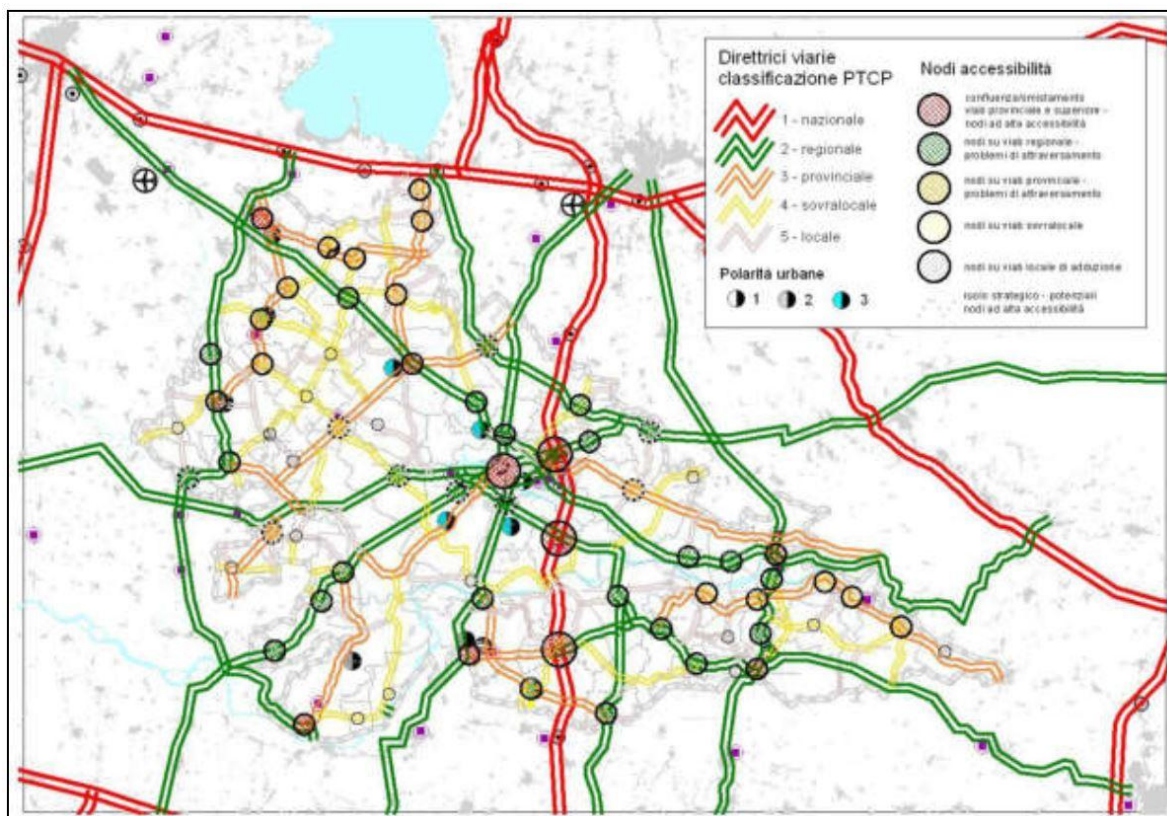 Direttrici viarie
classificazione PTCP
1 - nazionale
2 - regionale
3 - provinciale
4 - sovralocale
5 - locale
Polarità urbane
1
2
3
Nodi accessibilità
confluenza/smistamento
viab provinciale e superiore -
nodi ad alta accessibilità
nodi su viab regionale -
problemi di attraversamento
nodi su viab provinciale -
problemi di attraversamento
nodi su viab sovralocale
nodi su viab locale di adduzione
isole strategico - potenziali
nodi ad alta accessibilità